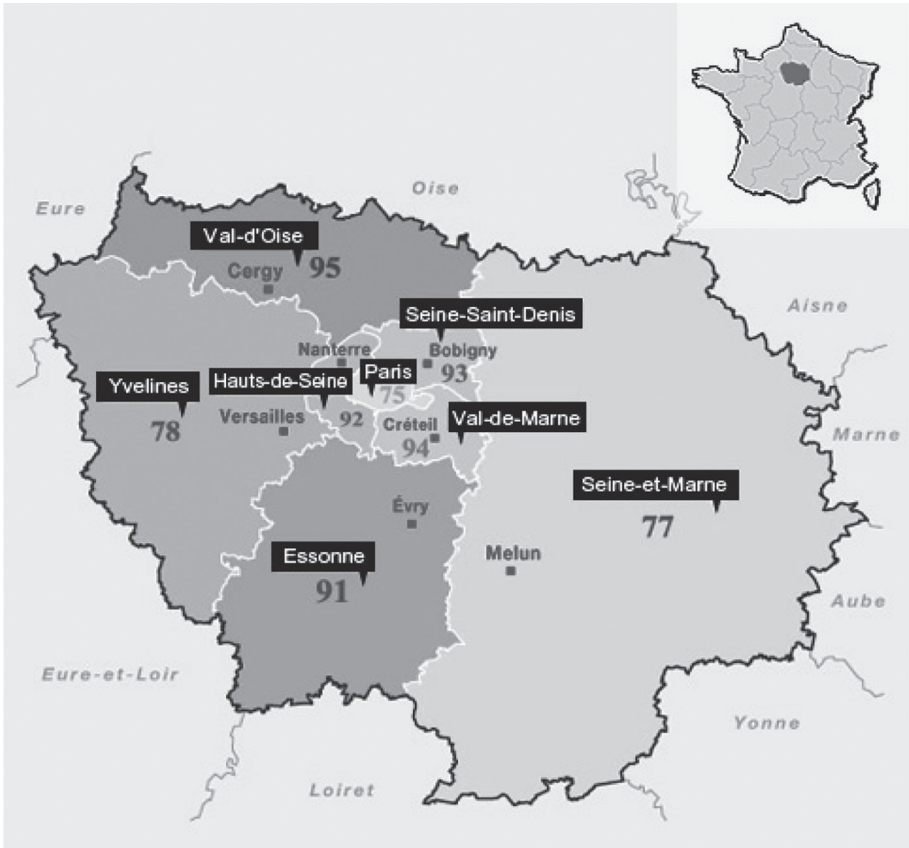 Oise
Eure
Val-d'Oise
95
Cergy
Aisne
Seine-Saint-Denis
Nanterre
Bobigny
93
Paris
75
Hauts-de-Seine
Yvelines
78
Versailles
92
Créteil
94
Val-de-Marne
Marne
Seine-et-Marne
77
Évry
Essonne
91
Melun
Aube
Eure-et-Loir
Yonne
Loiret